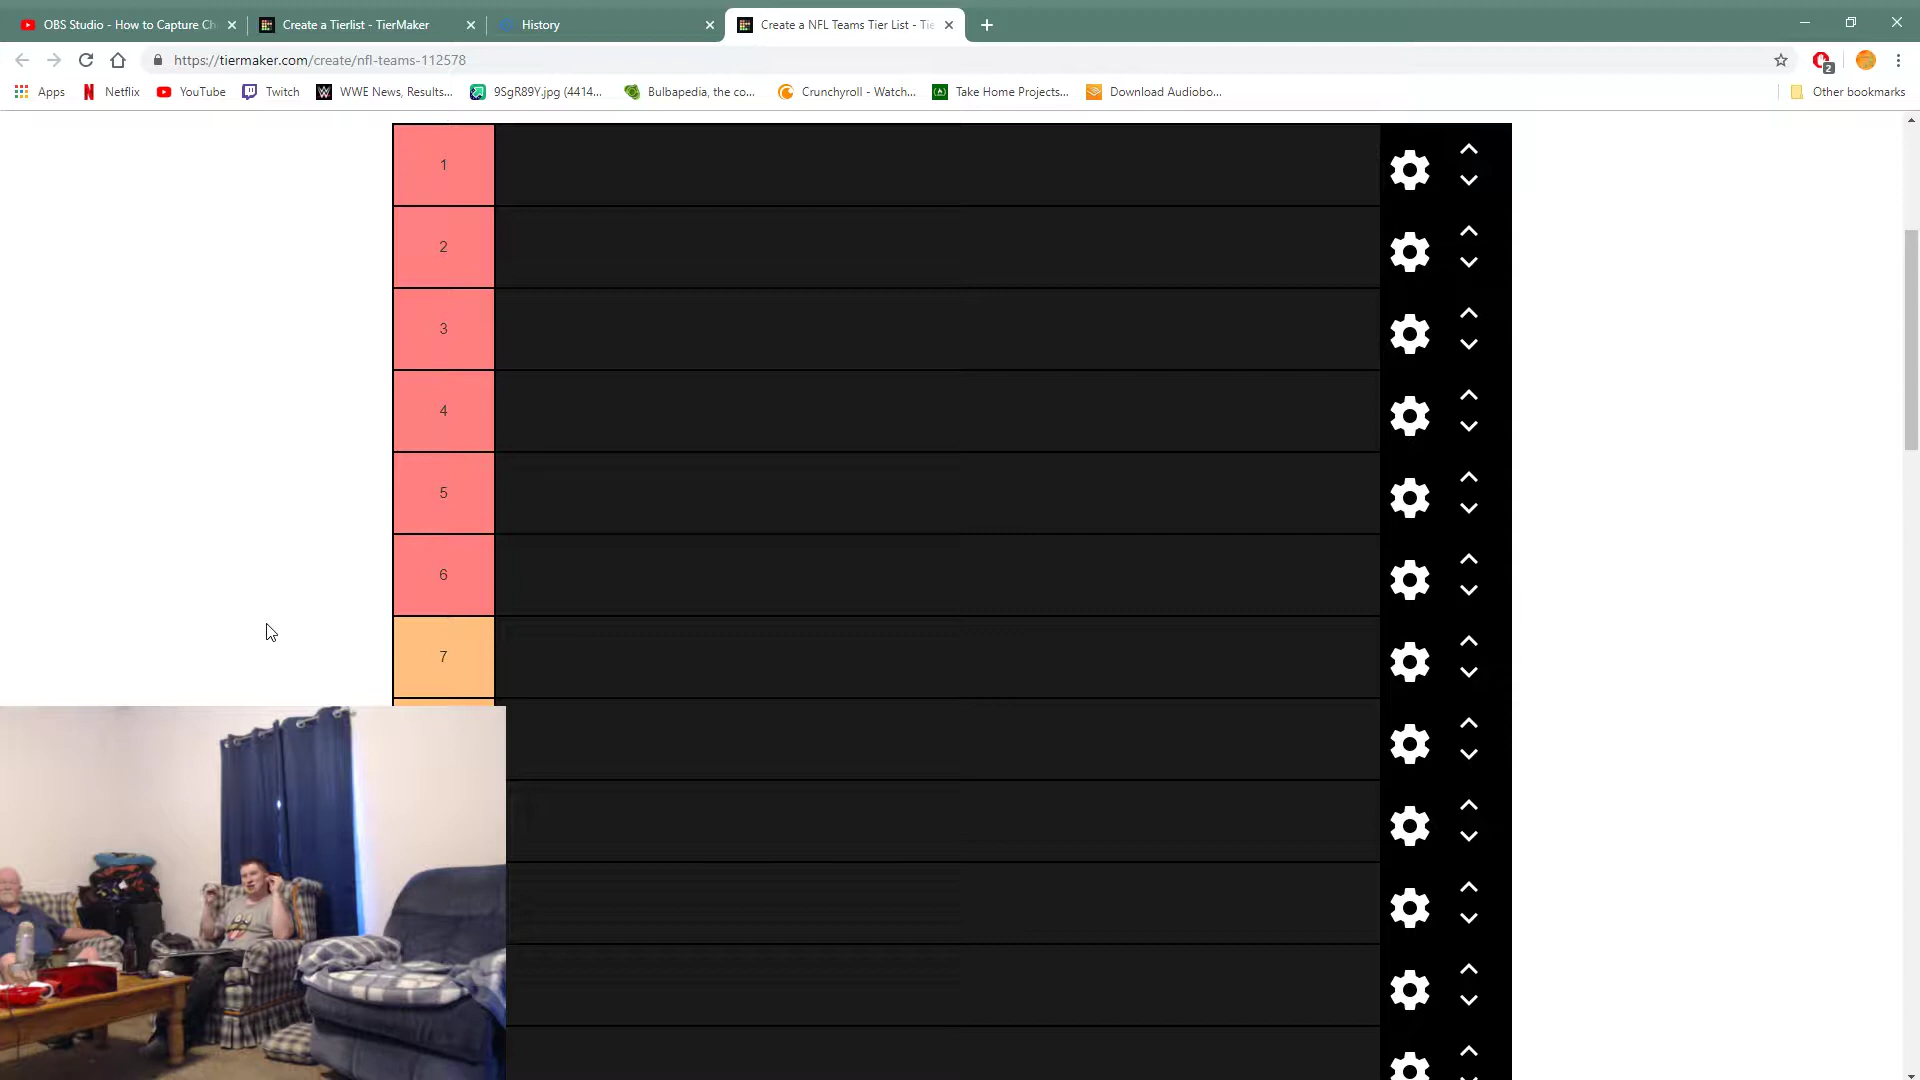 OBS Studio - How to Capture Ch
Create a Tierlist - TierMaker
History
Create a NFL Teams Tier List - Tie
https://tiermaker.com/create/nfl-teams-112578
2
Apps
Netflix
YouTube
Twitch
WWE News, Results...
9SgR89Y.jpg (4414...
Bulbapedia, the co...
Crunchyroll - Watch...
Take Home Projects...
Download Audiobo...
Other bookmarks
1
2
3
4
5
6
7